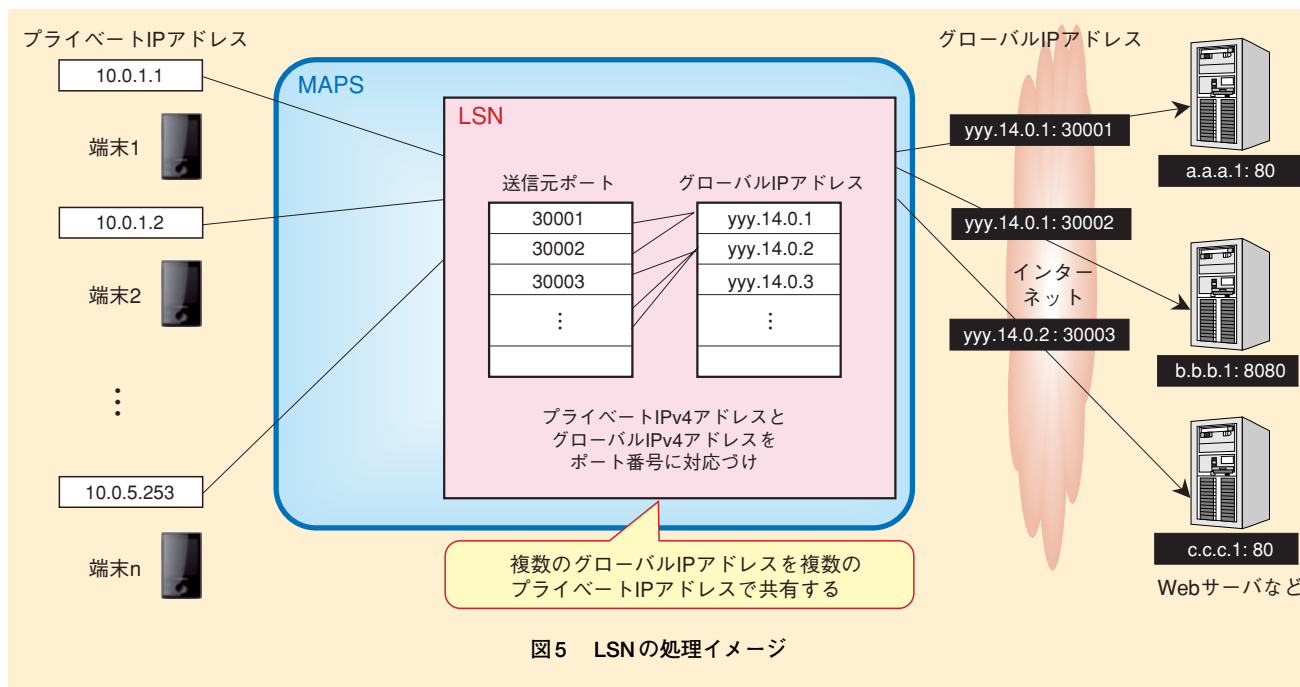 プライベートIPアドレス
10.0.1.1
端末1
10.0.1.2
端末2
⋮
10.0.5.253
端末n
MAPS
LSN
送信元ポート
30001
30002
30003
⋮
グローバルIPアドレス
yyy.14.0.1
yyy.14.0.2
yyy.14.0.3
⋮
プライベートIPv4アドレスと
グローバルIPv4アドレスを
ポート番号に対応づけ
複数のグローバルIPアドレスを複数の
プライベートIPアドレスで共有する
グローバルIPアドレス
yyy.14.0.1: 30001
yyy.14.0.1: 30002
インター
ネット
yyy.14.0.2: 30003
a.a.a.1: 80
b.b.b.1: 8080
c.c.c.1: 80
Webサーバなど
図5 LSNの処理イメージ